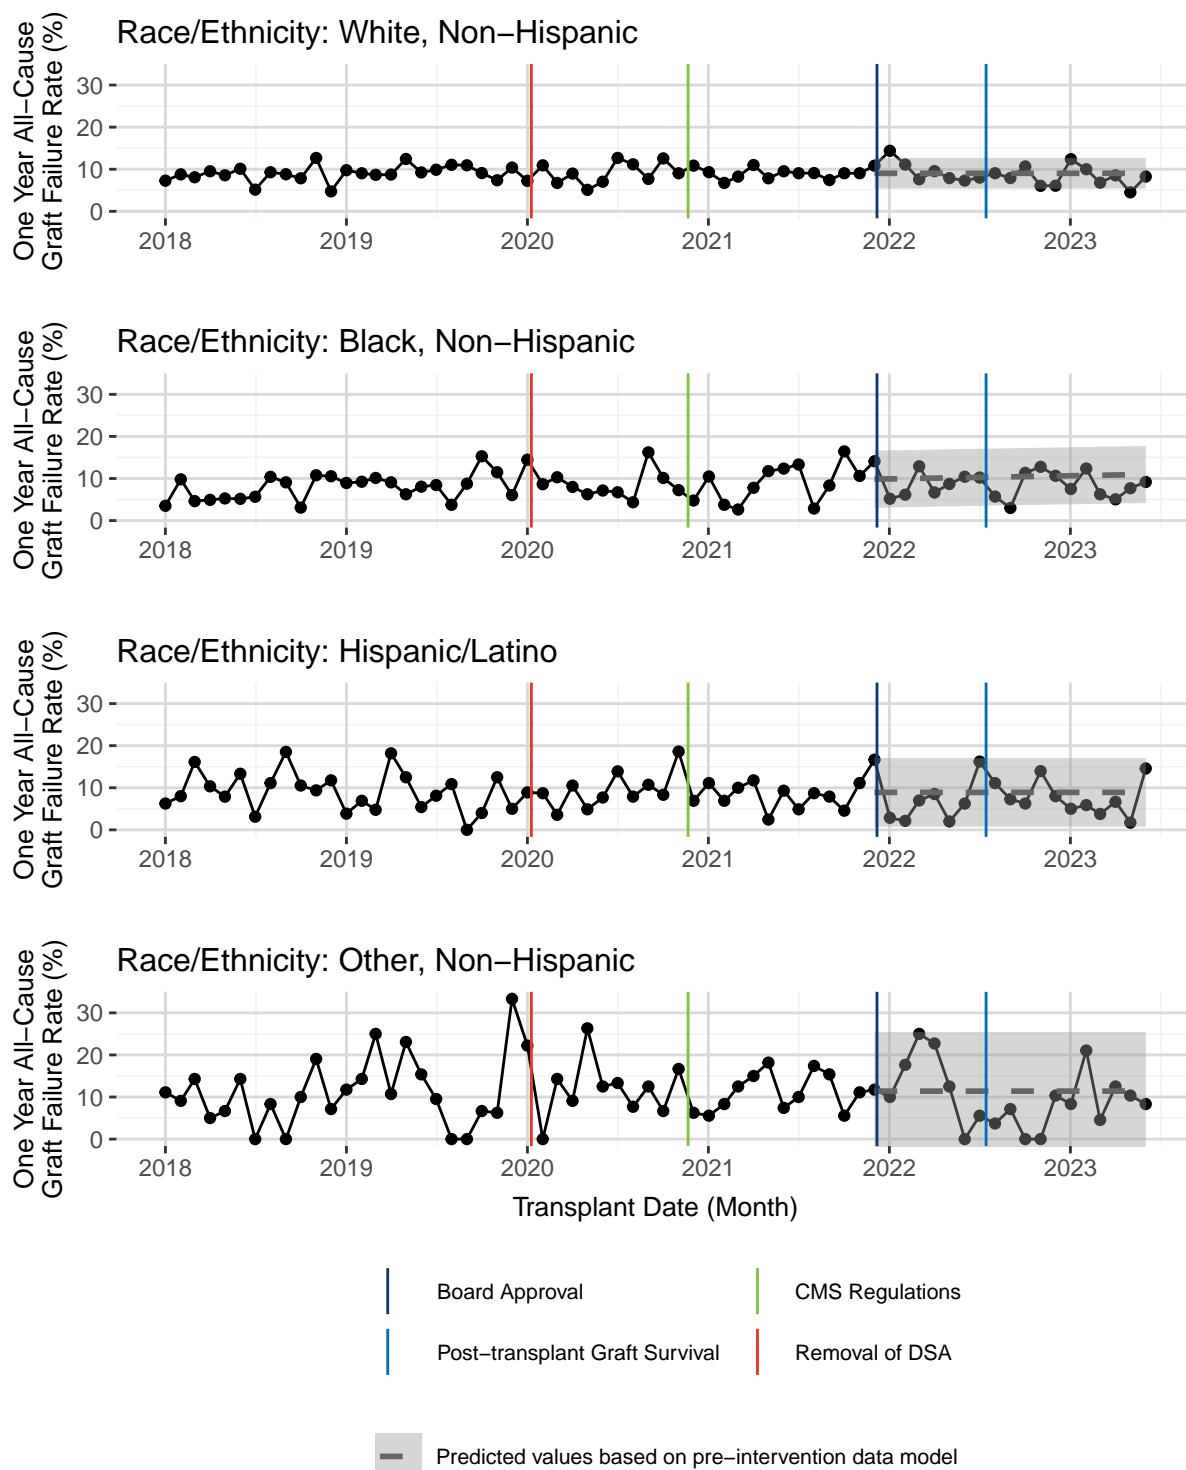 Race/Ethnicity: White, Non−Hispanic
One Year All−Cause
Graft Failure Rate (%)
30
20
10
0
2018 2019 2020 2021 2022 2023
Race/Ethnicity: Black, Non−Hispanic
One Year All−Cause
Graft Failure Rate (%)
30
20
10
0
2018 2019 2020 2021 2022 2023
Race/Ethnicity: Hispanic/Latino
One Year All−Cause
Graft Failure Rate (%)
30
20
10
0
2018 2019 2020 2021 2022 2023
Race/Ethnicity: Other, Non−Hispanic
One Year All−Cause
Graft Failure Rate (%)
30
20
10
0
2018 2019 2020 2021 2022 2023
Transplant Date (Month)
Board Approval CMS Regulations
Post−transplant Graft Survival Removal of DSA
Predicted values based on pre−intervention data model